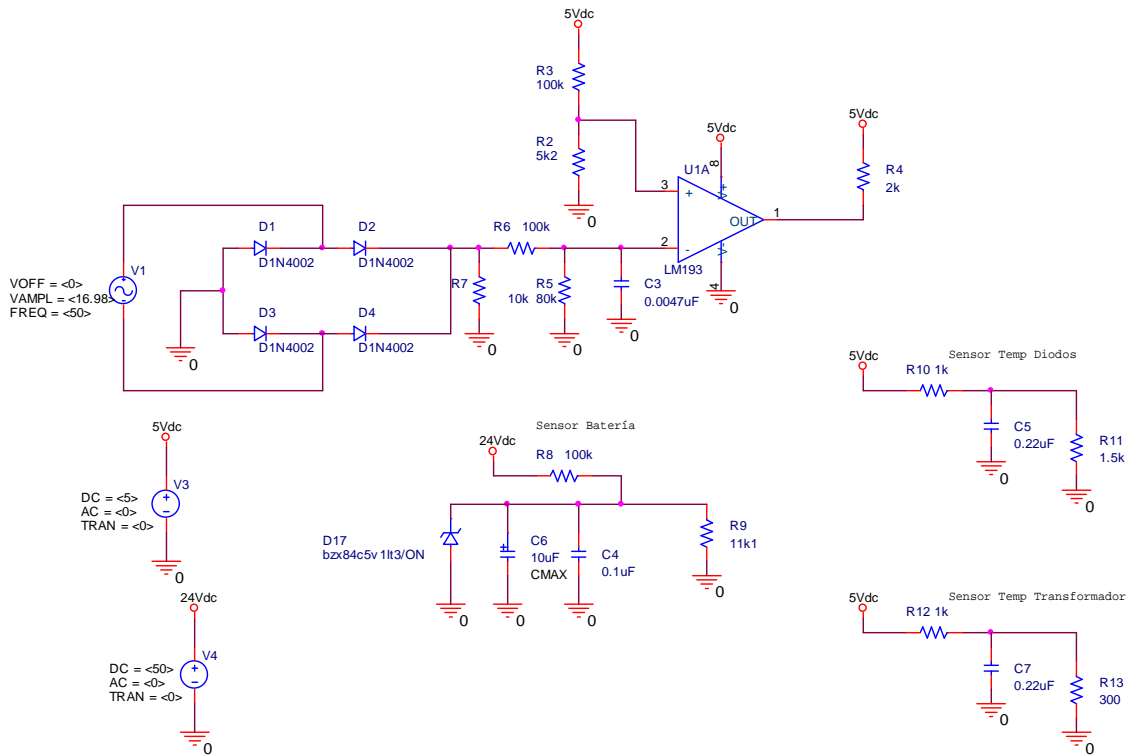 5Vdc
R3
100k
R2
5k2
0
5Vdc
8
U1A
V+
3
+
OUT
1
2
-
V-
LM193
4
0
5Vdc
R4
2k
V1
VOFF = <0>
VAMPL = <16.98>
FREQ = <50>
D1
D1N4002
D2
D1N4002
D3
D1N4002
D4
D1N4002
0
R6 100k
R7
10k
0
R5
80k
0
C3
0.0047uF
0
5Vdc
V3
DC = <5>
AC = <0>
TRAN = <0>
0
24Vdc
V4
DC = <50>
AC = <0>
TRAN = <0>
0
Sensor Batería
24Vdc
R8 100k
D17
bzx84c5v1lt3/ON
0
C6
10uF
CMAX
0
C4
0.1uF
0
R9
11k1
0
Sensor Temp Diodos
5Vdc
R10 1k
C5
0.22uF
0
R11
1.5k
0
Sensor Temp Transformador
5Vdc
R12 1k
C7
0.22uF
0
R13
300
0